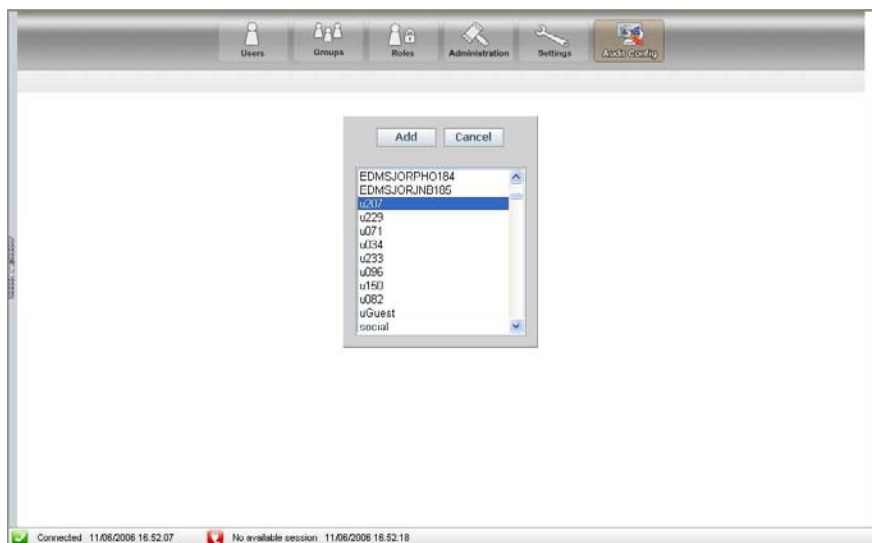 Users Groups Roles Administration Settings Audit Config
Add Cancel
EDMSJORPHO184
EDMSJORJNB185
u207
u229
u071
u034
u233
u096
u150
u082
uGuest
social
Connected 11/06/2006 16.52.07 No available session 11/06/2006 16.52.18